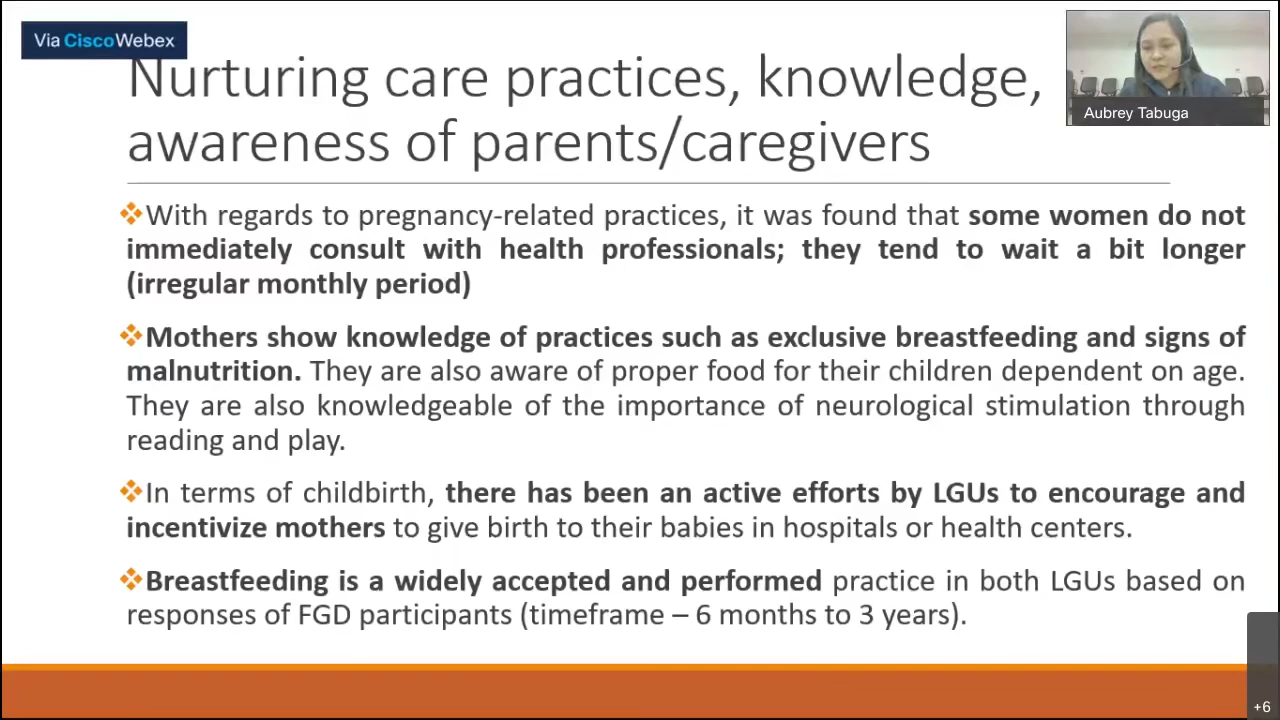 Via CiscoWebex
Nurturing care practices, knowledge,
awareness of parents/caregivers
Aubrey Tabuga
❖With regards to pregnancy-related practices, it was found that some women do not
immediately consult with health professionals; they tend to wait a bit longer
(irregular monthly period)
❖Mothers show knowledge of practices such as exclusive breastfeeding and signs of
malnutrition. They are also aware of proper food for their children dependent on age.
They are also knowledgeable of the importance of neurological stimulation through
reading and play.
❖In terms of childbirth, there has been an active efforts by LGUs to encourage and
incentivize mothers to give birth to their babies in hospitals or health centers.
❖Breastfeeding is a widely accepted and performed practice in both LGUs based on
responses of FGD participants (timeframe – 6 months to 3 years).
+6